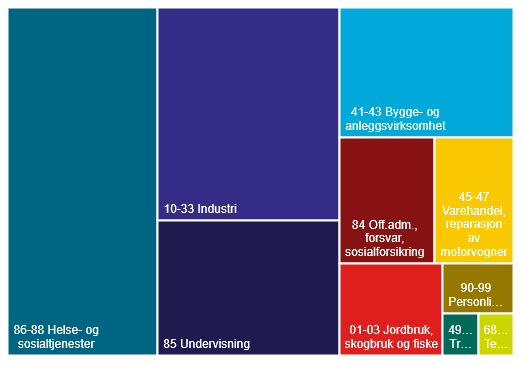 86-88 Helse- og
sosialtjenester
10-33 Industri
85 Undervisning
41-43 Bygge- og
anleggsvirksomhet
84 Off.adm.,
forsvar,
sosialforsikring
45-47
Varehandel,
reparasjon
av
motorvogner
01-03 Jordbruk,
skogbruk og fiske
90-99
Personli...
49...
Tr...
68...
Te...